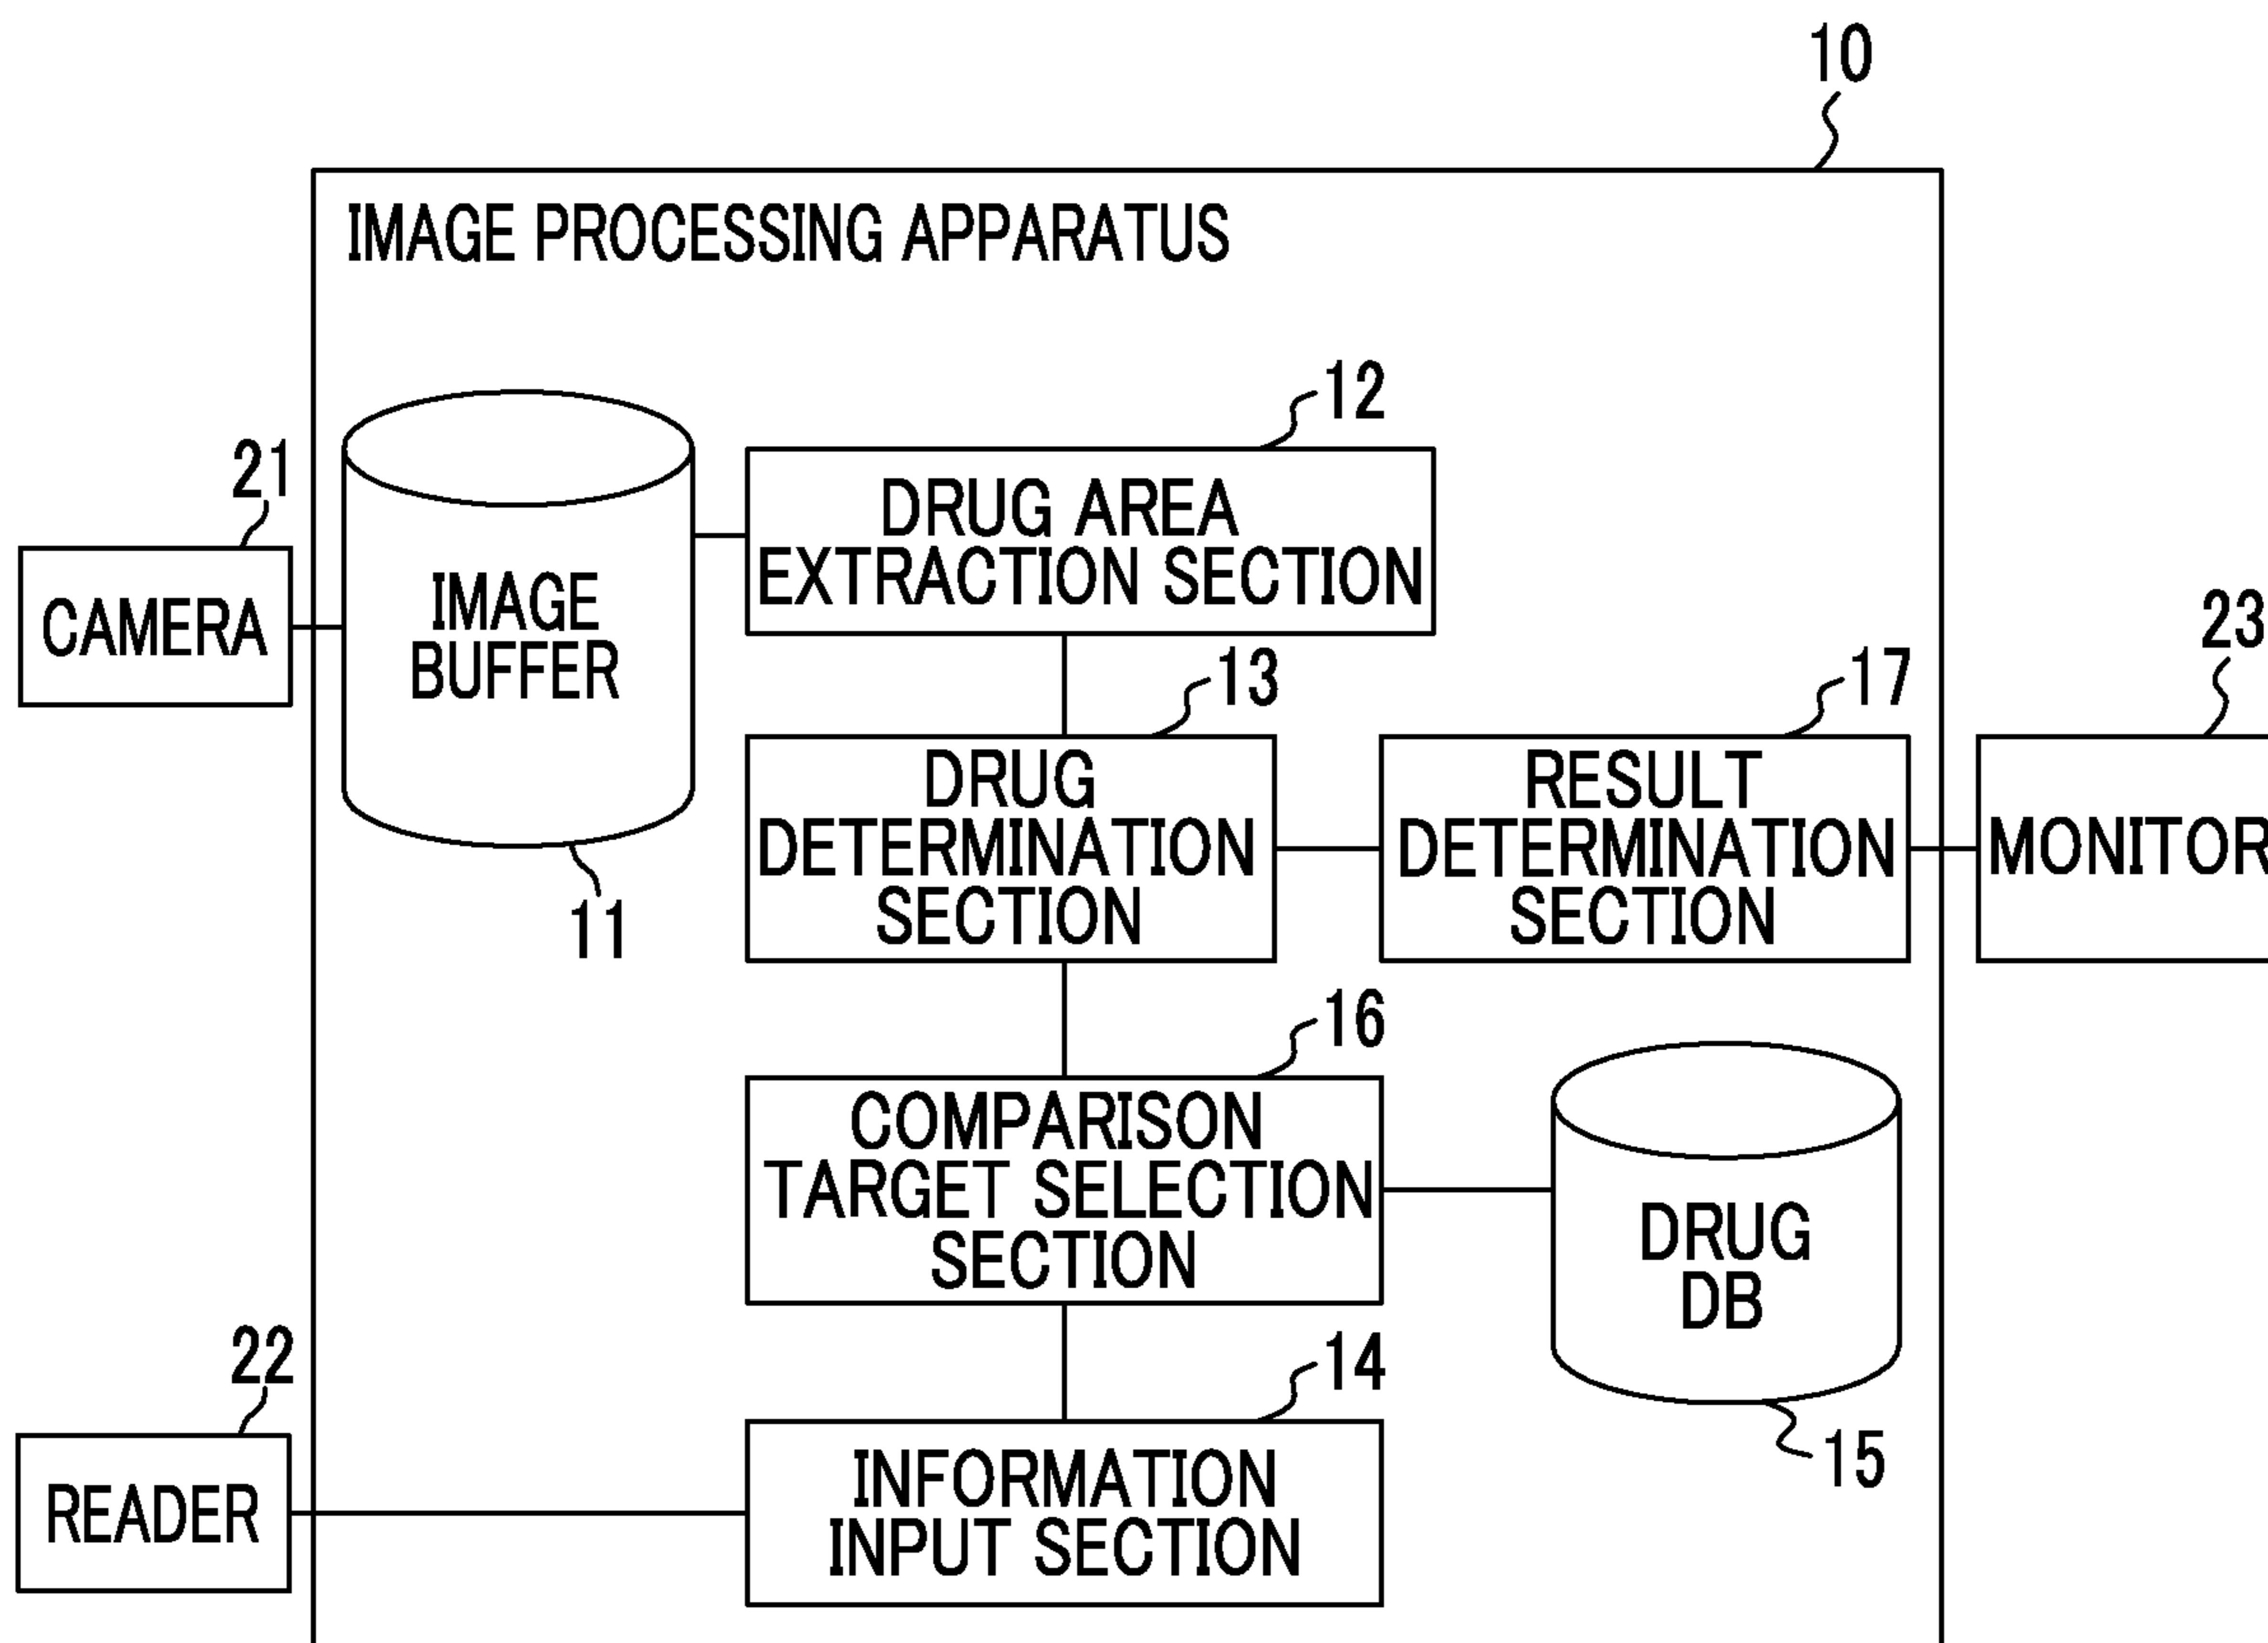 10
IMAGE PROCESSING APPARATUS
12
DRUG AREA
EXTRACTION SECTION
21
CAMERA
IMAGE
BUFFER
11
13
DRUG
DETERMINATION
SECTION
17
RESULT
DETERMINATION
SECTION
23
MONITOR
16
COMPARISON
TARGET SELECTION
SECTION
DRUG
DB
15
22
READER
14
INFORMATION
INPUT SECTION